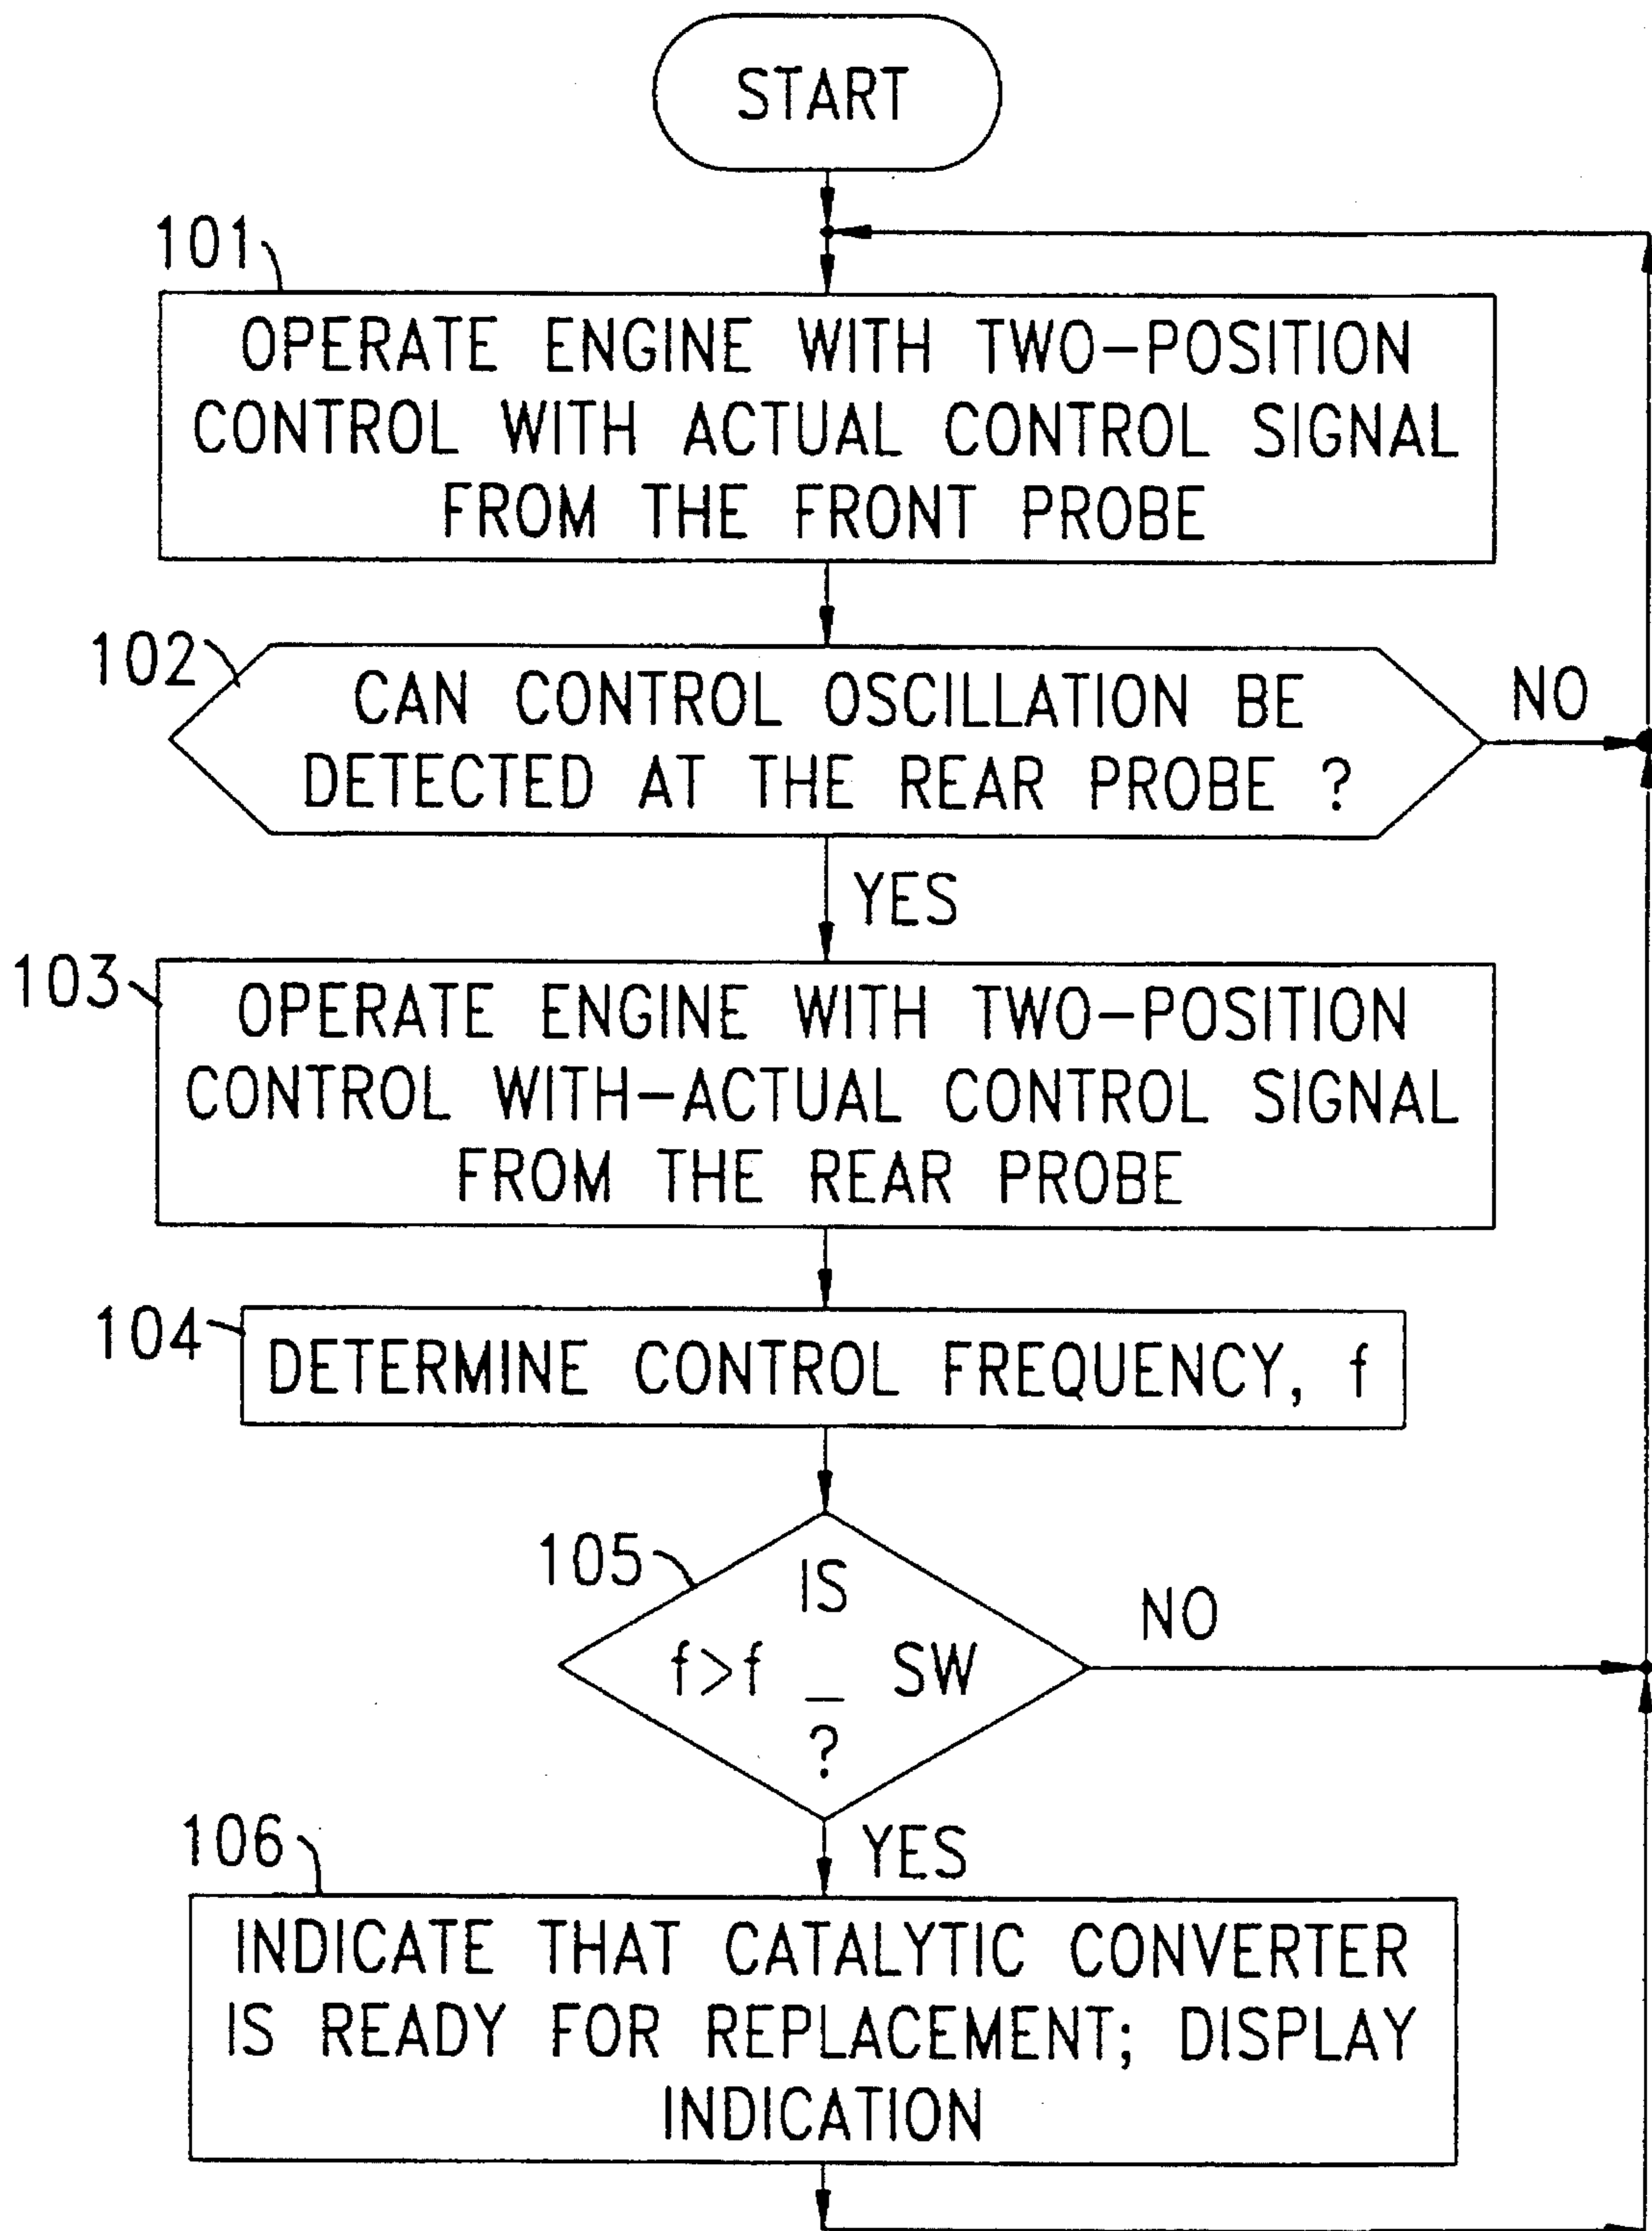 START
101
OPERATE ENGINE WITH TWO-POSITION
CONTROL WITH ACTUAL CONTROL SIGNAL
FROM THE FRONT PROBE
102
CAN CONTROL OSCILLATION BE
DETECTED AT THE REAR PROBE ?
NO
YES
103
OPERATE ENGINE WITH TWO-POSITION
CONTROL WITH-ACTUAL CONTROL SIGNAL
FROM THE REAR PROBE
104
DETERMINE CONTROL FREQUENCY, f
105
IS
f>f _ SW
?
NO
YES
106
INDICATE THAT CATALYTIC CONVERTER
IS READY FOR REPLACEMENT; DISPLAY
INDICATION